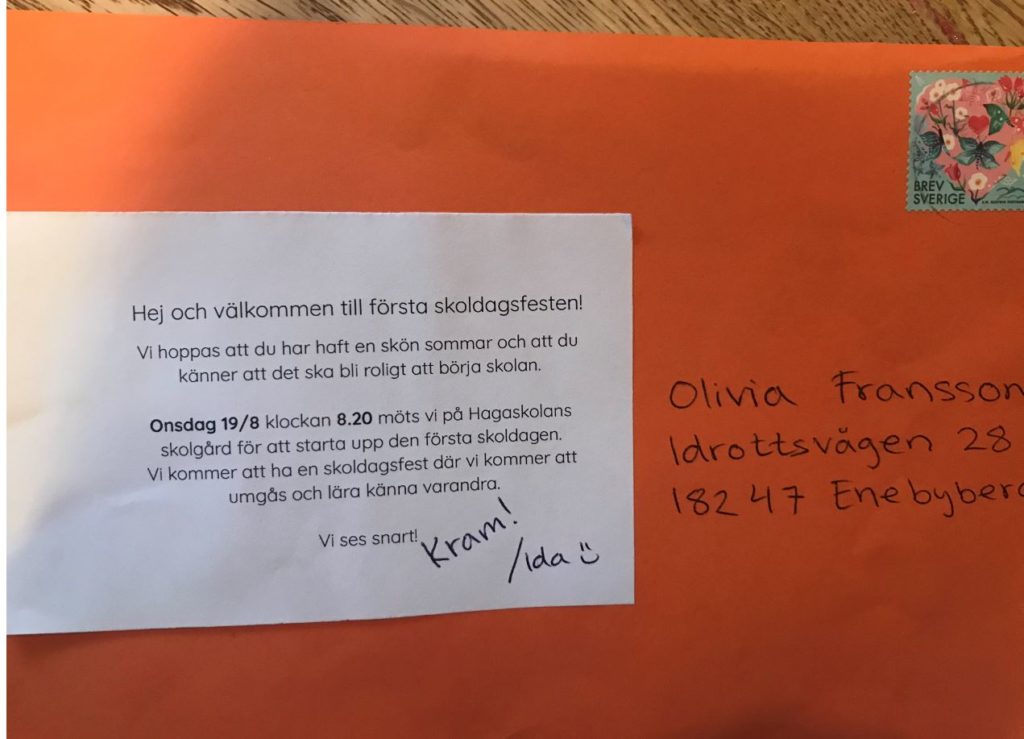 BREV
SVERIGE
Hej och välkommen till första skoldagsfesten!
Vi hoppas att du har haft en skön sommar och att du
känner att det ska bli roligt att börja skolan.
Onsdag 19/8 klockan 8.20 möts vi på Hagaskolans
skolgård för att starta upp den första skoldagen.
Vi kommer att ha en skoldagsfest där vi kommer att
umgås och lära känna varandra.
Vi ses snart!
Kram!
/Ida
Olivia Fransson
Idrottsvägen 28
182 47 Enebyberg